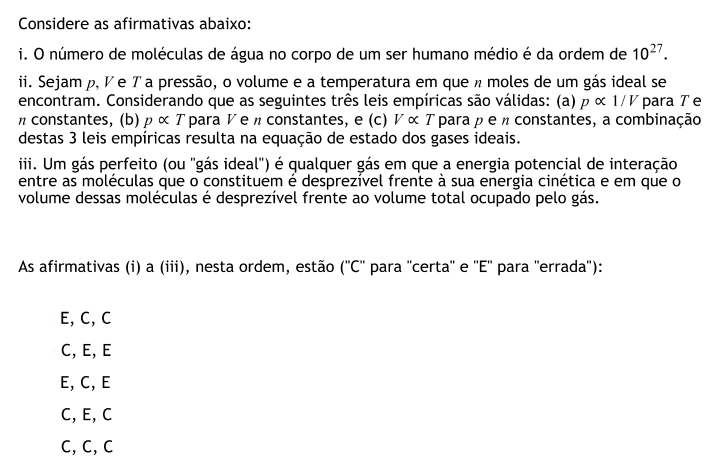 Considere as afirmativas abaixo:
i. O número de moléculas de água no corpo de um ser humano médio é da ordem de 10²⁷.
ii. Sejam p, V e T a pressão, o volume e a temperatura em que n moles de um gás ideal se
encontram. Considerando que as seguintes três leis empíricas são válidas: (a) p ∝ 1/V para T e
n constantes, (b) p ∝ T para V e n constantes, e (c) V ∝ T para p e n constantes, a combinação
destas 3 leis empíricas resulta na equação de estado dos gases ideais.
iii. Um gás perfeito (ou "gás ideal") é qualquer gás em que a energia potencial de interação
entre as moléculas que o constituem é desprezível frente à sua energia cinética e em que o
volume dessas moléculas é desprezível frente ao volume total ocupado pelo gás.
As afirmativas (i) a (iii), nesta ordem, estão ("C" para "certa" e "E" para "errada"):
E, C, C
C, E, E
E, C, E
C, E, C
C, C, C